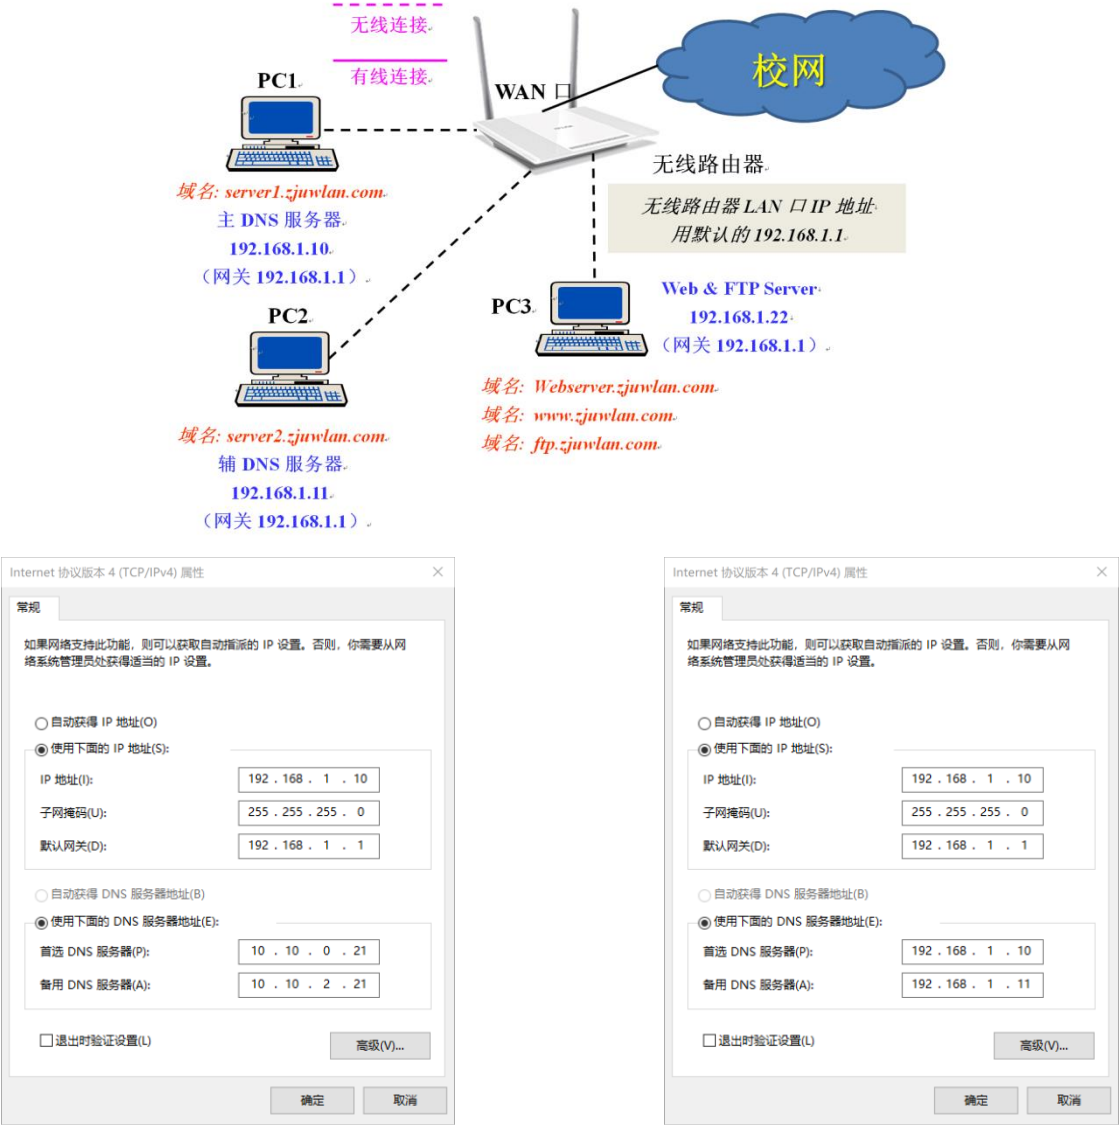 无线连接
有线连接
PC1
WAN 口
校网
域名: server1.zjuwlan.com
主 DNS 服务器
192.168.1.10
（网关 192.168.1.1）
无线路由器
无线路由器 LAN 口 IP 地址
用默认的 192.168.1.1
PC2
PC3
Web & FTP Server
192.168.1.22
（网关 192.168.1.1）
域名: Webserver.zjuwlan.com
域名: www.zjuwlan.com
域名: ftp.zjuwlan.com
域名: server2.zjuwlan.com
辅 DNS 服务器
192.168.1.11
（网关 192.168.1.1）
Internet 协议版本 4 (TCP/IPv4) 属性
常规
如果网络支持此功能，则可以获取自动指派的 IP 设置。否则，你需要从网
络系统管理员处获得适当的 IP 设置。
自动获得 IP 地址(O)
使用下面的 IP 地址(S):
IP 地址(I): 192 . 168 . 1 . 10
子网掩码(U): 255 . 255 . 255 . 0
默认网关(D): 192 . 168 . 1 . 1
自动获得 DNS 服务器地址(B)
使用下面的 DNS 服务器地址(E):
首选 DNS 服务器(P): 10 . 10 . 0 . 21
备用 DNS 服务器(A): 10 . 10 . 2 . 21
退出时验证设置(L)
高级(V)...
确定 取消
Internet 协议版本 4 (TCP/IPv4) 属性
常规
如果网络支持此功能，则可以获取自动指派的 IP 设置。否则，你需要从网
络系统管理员处获得适当的 IP 设置。
自动获得 IP 地址(O)
使用下面的 IP 地址(S):
IP 地址(I): 192 . 168 . 1 . 10
子网掩码(U): 255 . 255 . 255 . 0
默认网关(D): 192 . 168 . 1 . 1
自动获得 DNS 服务器地址(B)
使用下面的 DNS 服务器地址(E):
首选 DNS 服务器(P): 192 . 168 . 1 . 10
备用 DNS 服务器(A): 192 . 168 . 1 . 11
退出时验证设置(L)
高级(V)...
确定 取消